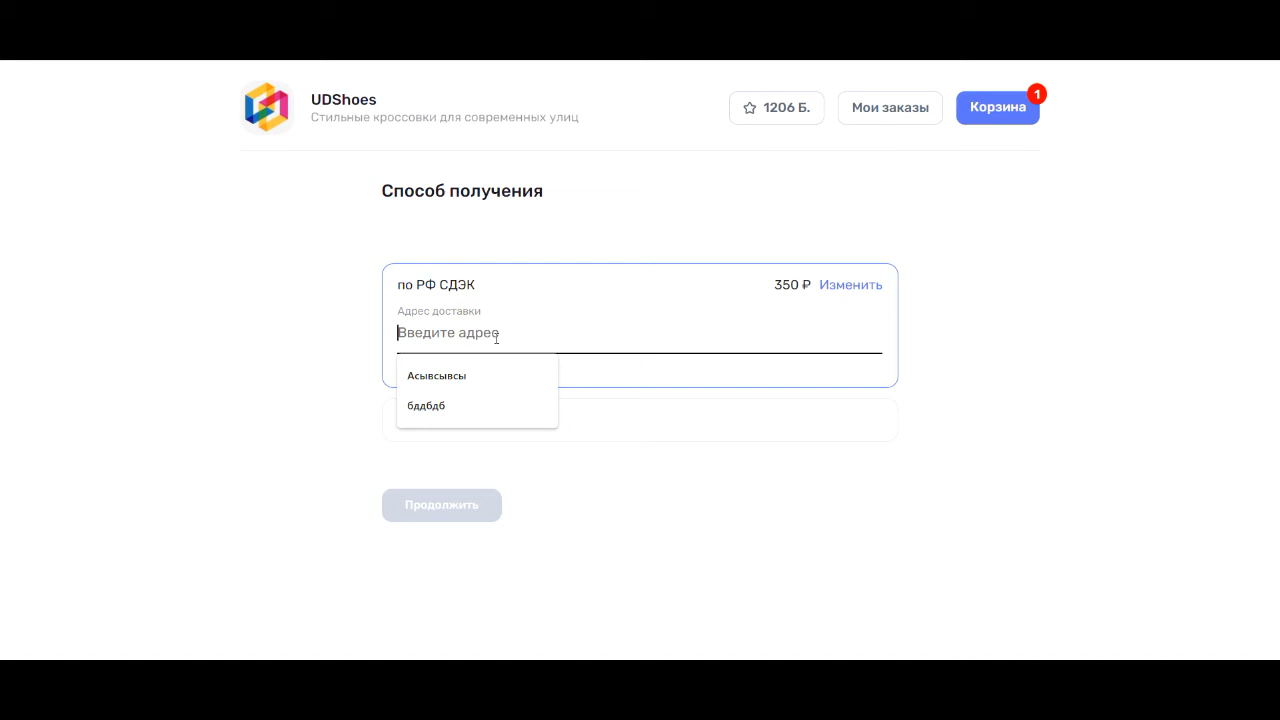 UDShoes
Стильные кроссовки для современных улиц
1206 Б.
Мои заказы
Корзина
1
Способ получения
по РФ СДЭК
350 ₽
Изменить
Адрес доставки
Введите адрес
Асывсывсы
бддбдб
Продолжить